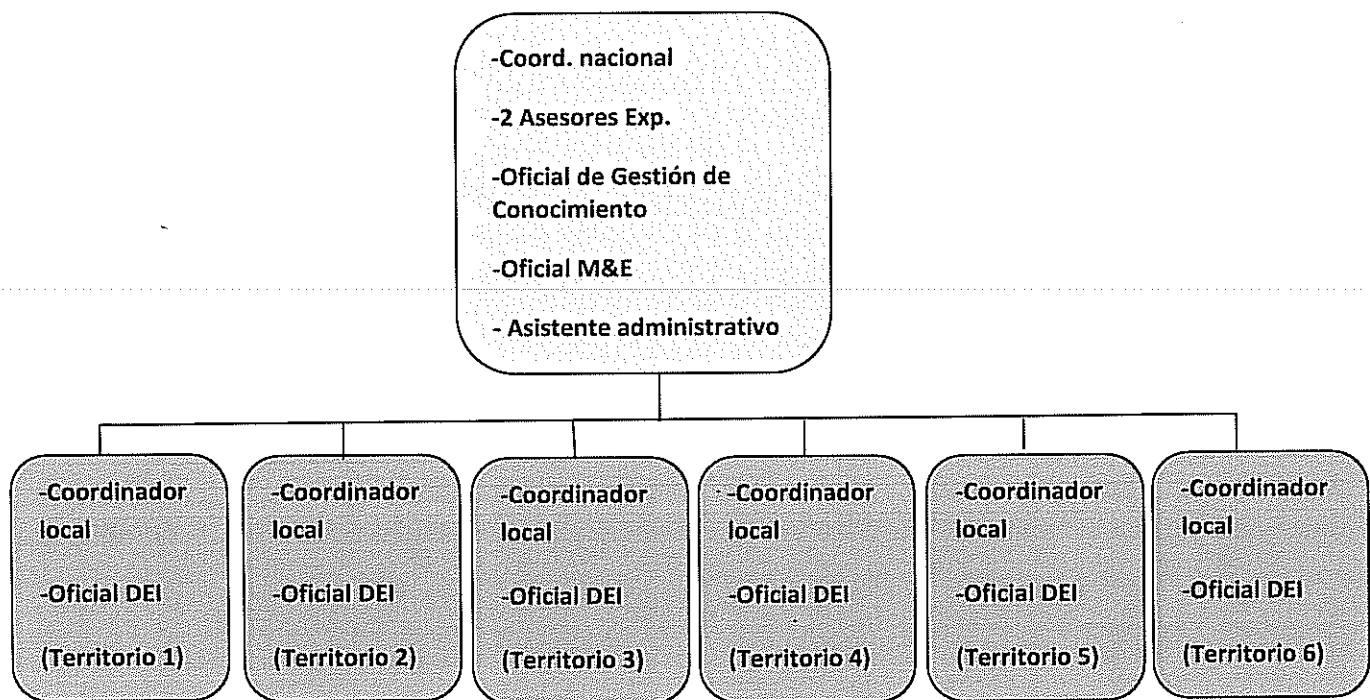 -Coord. nacional
-2 Asesores Exp.
-Oficial de Gestión de
Conocimiento
-Oficial M&E
- Asistente administrativo
-Coordinador
local
-Oficial DEI
(Territorio 1)
-Coordinador
local
-Oficial DEI
(Territorio 2)
-Coordinador
local
-Oficial DEI
(Territorio 3)
-Coordinador
local
-Oficial DEI
(Territorio 4)
-Coordinador
local
-Oficial DEI
(Territorio 5)
-Coordinador
local
-Oficial DEI
(Territorio 6)